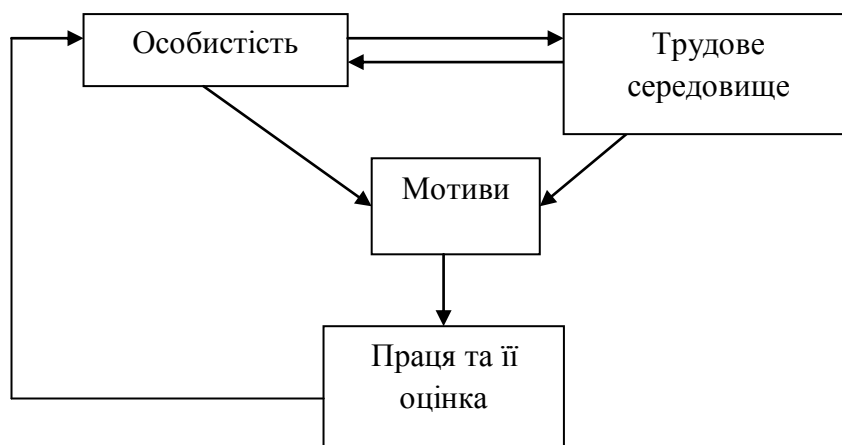 Особистість
Трудове
середовище
Мотиви
Праця та її
оцінка